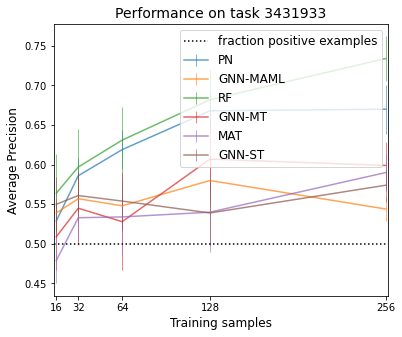 Performance on task 3431933
fraction positive examples
PN
GNN-MAML
RF
GNN-MT
MAT
GNN-ST
Average Precision
0.75
0.70
0.65
0.60
0.55
0.50
0.45
16 32 64 128 256
Training samples